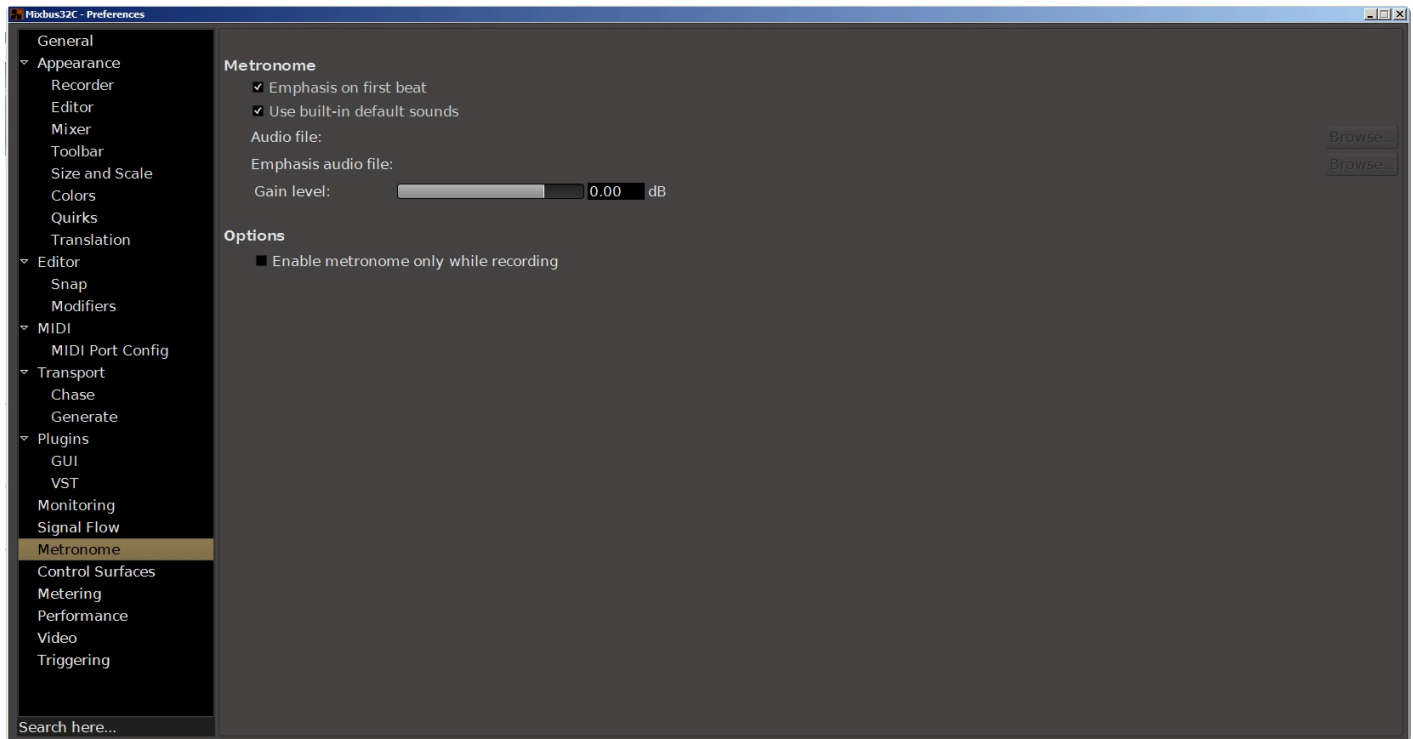 Mixbus32C - Preferences
General
Appearance
Recorder
Editor
Mixer
Toolbar
Size and Scale
Colors
Quirks
Translation
Editor
Snap
Modifiers
MIDI
MIDI Port Config
Transport
Chase
Generate
Plugins
GUI
VST
Monitoring
Signal Flow
Metronome
Control Surfaces
Metering
Performance
Video
Triggering
Search here...
Metronome
Emphasis on first beat
Use built-in default sounds
Audio file: Browse...
Emphasis audio file: Browse...
Gain level: 0.00 dB
Options
Enable metronome only while recording